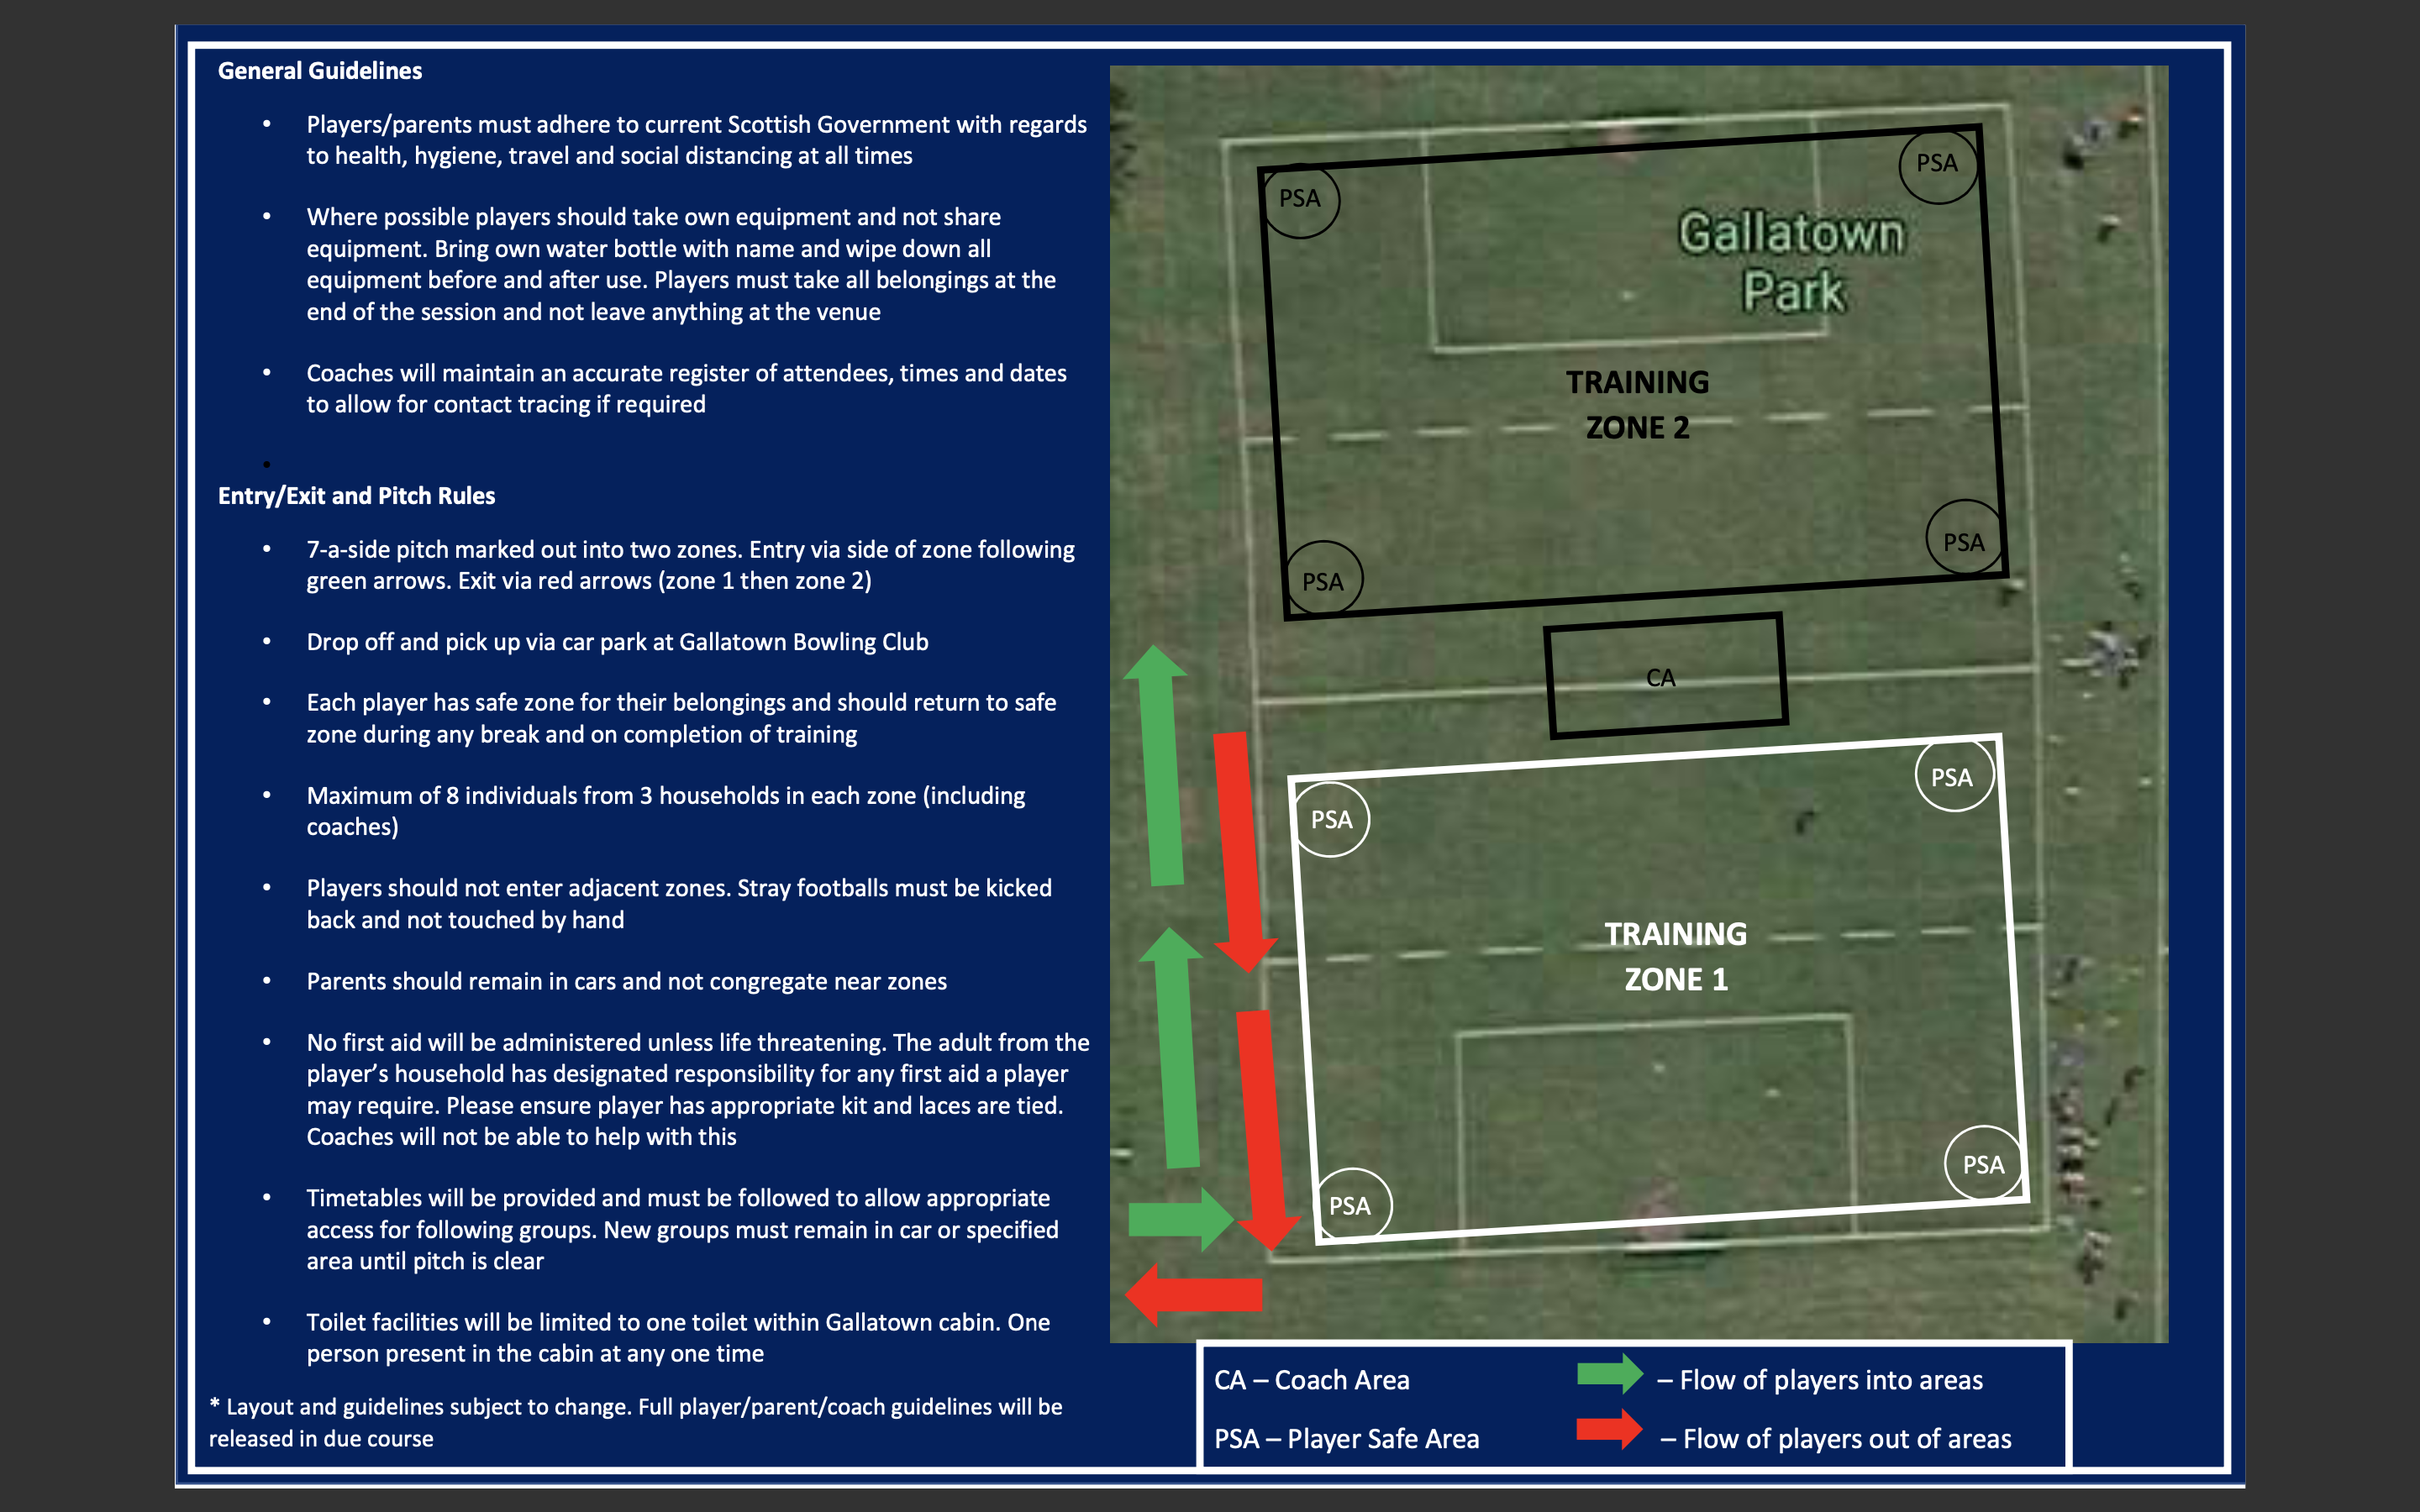 General Guidelines
• Players/parents must adhere to current Scottish Government with regards
to health, hygiene, travel and social distancing at all times
• Where possible players should take own equipment and not share
equipment. Bring own water bottle with name and wipe down all
equipment before and after use. Players must take all belongings at the
end of the session and not leave anything at the venue
• Coaches will maintain an accurate register of attendees, times and dates
to allow for contact tracing if required
•
Entry/Exit and Pitch Rules
• 7-a-side pitch marked out into two zones. Entry via side of zone following
green arrows. Exit via red arrows (zone 1 then zone 2)
• Drop off and pick up via car park at Gallatown Bowling Club
• Each player has safe zone for their belongings and should return to safe
zone during any break and on completion of training
• Maximum of 8 individuals from 3 households in each zone (including
coaches)
• Players should not enter adjacent zones. Stray footballs must be kicked
back and not touched by hand
• Parents should remain in cars and not congregate near zones
• No first aid will be administered unless life threatening. The adult from the
player’s household has designated responsibility for any first aid a player
may require. Please ensure player has appropriate kit and laces are tied.
Coaches will not be able to help with this
• Timetables will be provided and must be followed to allow appropriate
access for following groups. New groups must remain in car or specified
area until pitch is clear
• Toilet facilities will be limited to one toilet within Gallatown cabin. One
person present in the cabin at any one time
* Layout and guidelines subject to change. Full player/parent/coach guidelines will be
released in due course
PSA
PSA
Gallatown
Park
TRAINING
ZONE 2
PSA
PSA
CA
PSA
PSA
TRAINING
ZONE 1
PSA
PSA
CA – Coach Area
– Flow of players into areas
PSA – Player Safe Area
– Flow of players out of areas